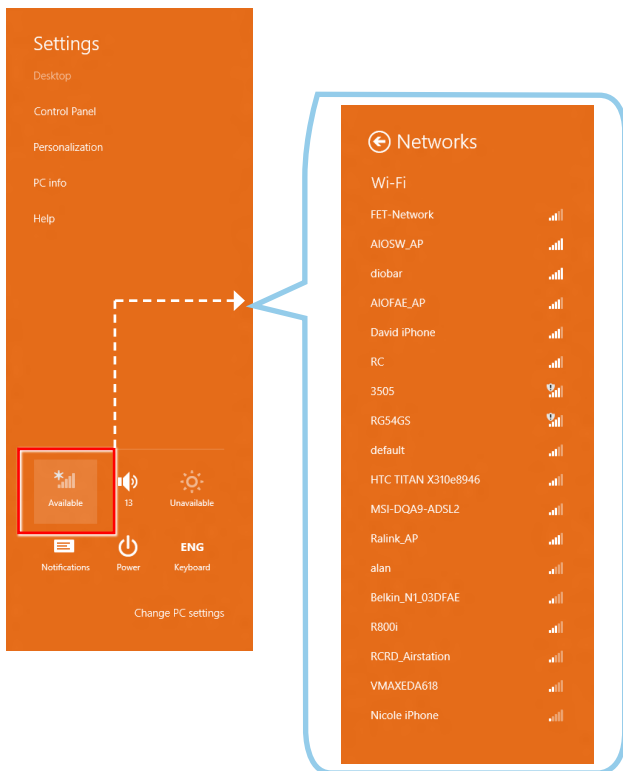 Settings
Desktop
Control Panel
Personalization
PC info
Help
Available
13
Unavailable
Notifications
Power
ENG
Keyboard
Change PC settings
Networks
Wi-Fi
FET-Network
AIOSW_AP
diobar
AIOFAE_AP
David iPhone
RC
3505
RG54GS
default
HTC TITAN X310e8946
MSI-DQA9-ADSL2
Ralink_AP
alan
Belkin_N1_03DFAE
R800i
RCRD_Airstation
VMAXEDA618
Nicole iPhone